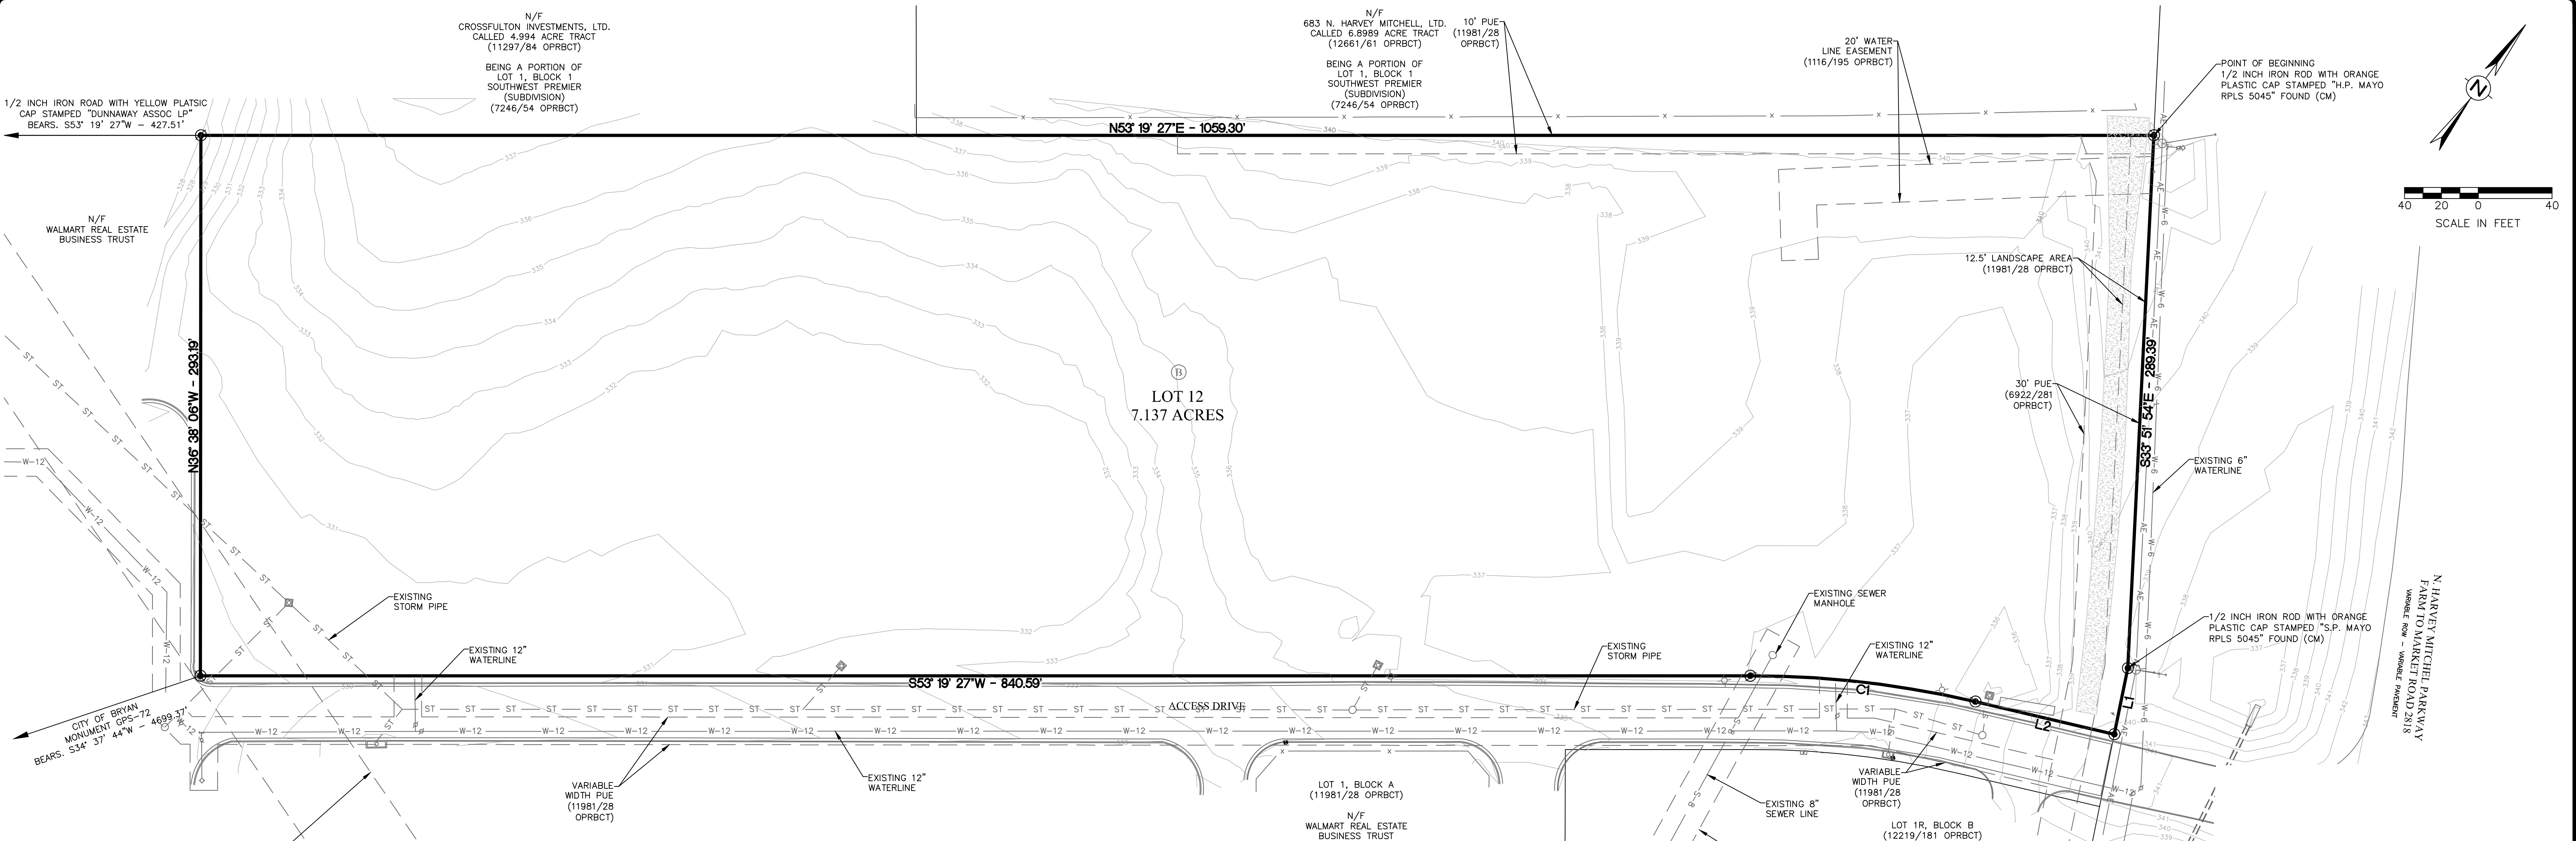 N/F
CROSSFULTON INVESTMENTS, LTD.
CALLED 4.994 ACRE TRACT
(11297/84 OPRBCT)
BEING A PORTION OF
LOT 1, BLOCK 1
SOUTHWEST PREMIER
(SUBDIVISION)
(7246/54 OPRBCT)
N/F
683 N. HARVEY MITCHELL, LTD.
CALLED 6.8989 ACRE TRACT
(12661/61 OPRBCT)
BEING A PORTION OF
LOT 1, BLOCK 1
SOUTHWEST PREMIER
(SUBDIVISION)
(7246/54 OPRBCT)
10' PUE
(11981/28
OPRBCT)
20' WATER
LINE EASEMENT
(1116/195 OPRBCT)
POINT OF BEGINNING
1/2 INCH IRON ROD WITH ORANGE
PLASTIC CAP STAMPED "H.P. MAYO
RPLS 5045" FOUND (CM)
N
40 20 0 40
SCALE IN FEET
1/2 INCH IRON ROAD WITH YELLOW PLATSIC
CAP STAMPED "DUNNAWAY ASSOC LP"
BEARS. S53° 19' 27"W - 427.51'
N53° 19' 27"E - 1059.30'
N/F
WALMART REAL ESTATE
BUSINESS TRUST
N36° 38' 06"W - 293.19'
12.5' LANDSCAPE AREA
(11981/28 OPRBCT)
30' PUE
(6922/281
OPRBCT)
S33° 51' 54"E - 289.39'
EXISTING 6"
WATERLINE
B
LOT 12
7.137 ACRES
EXISTING
STORM PIPE
EXISTING 12"
WATERLINE
EXISTING SEWER
MANHOLE
EXISTING
STORM PIPE
EXISTING 12"
WATERLINE
1/2 INCH IRON ROD WITH ORANGE
PLASTIC CAP STAMPED "S.P. MAYO
RPLS 5045" FOUND (CM)
N. HARVEY MITCHEL PARKWAY
FARM TO MARKET ROAD 2818
VARIABLE ROW - VARIABLE PAVEMENT
S53° 19' 27"W - 840.59'
C1
L2
L1
ACCESS DRIVE
CITY OF BRYAN
MONUMENT GPS-72
BEARS. S34° 37' 44"W - 4699.37'
VARIABLE
WIDTH PUE
(11981/28
OPRBCT)
EXISTING 12"
WATERLINE
LOT 1, BLOCK A
(11981/28 OPRBCT)
N/F
WALMART REAL ESTATE
BUSINESS TRUST
EXISTING 8"
SEWER LINE
VARIABLE
WIDTH PUE
(11981/28
OPRBCT)
LOT 1R, BLOCK B
(12219/181 OPRBCT)